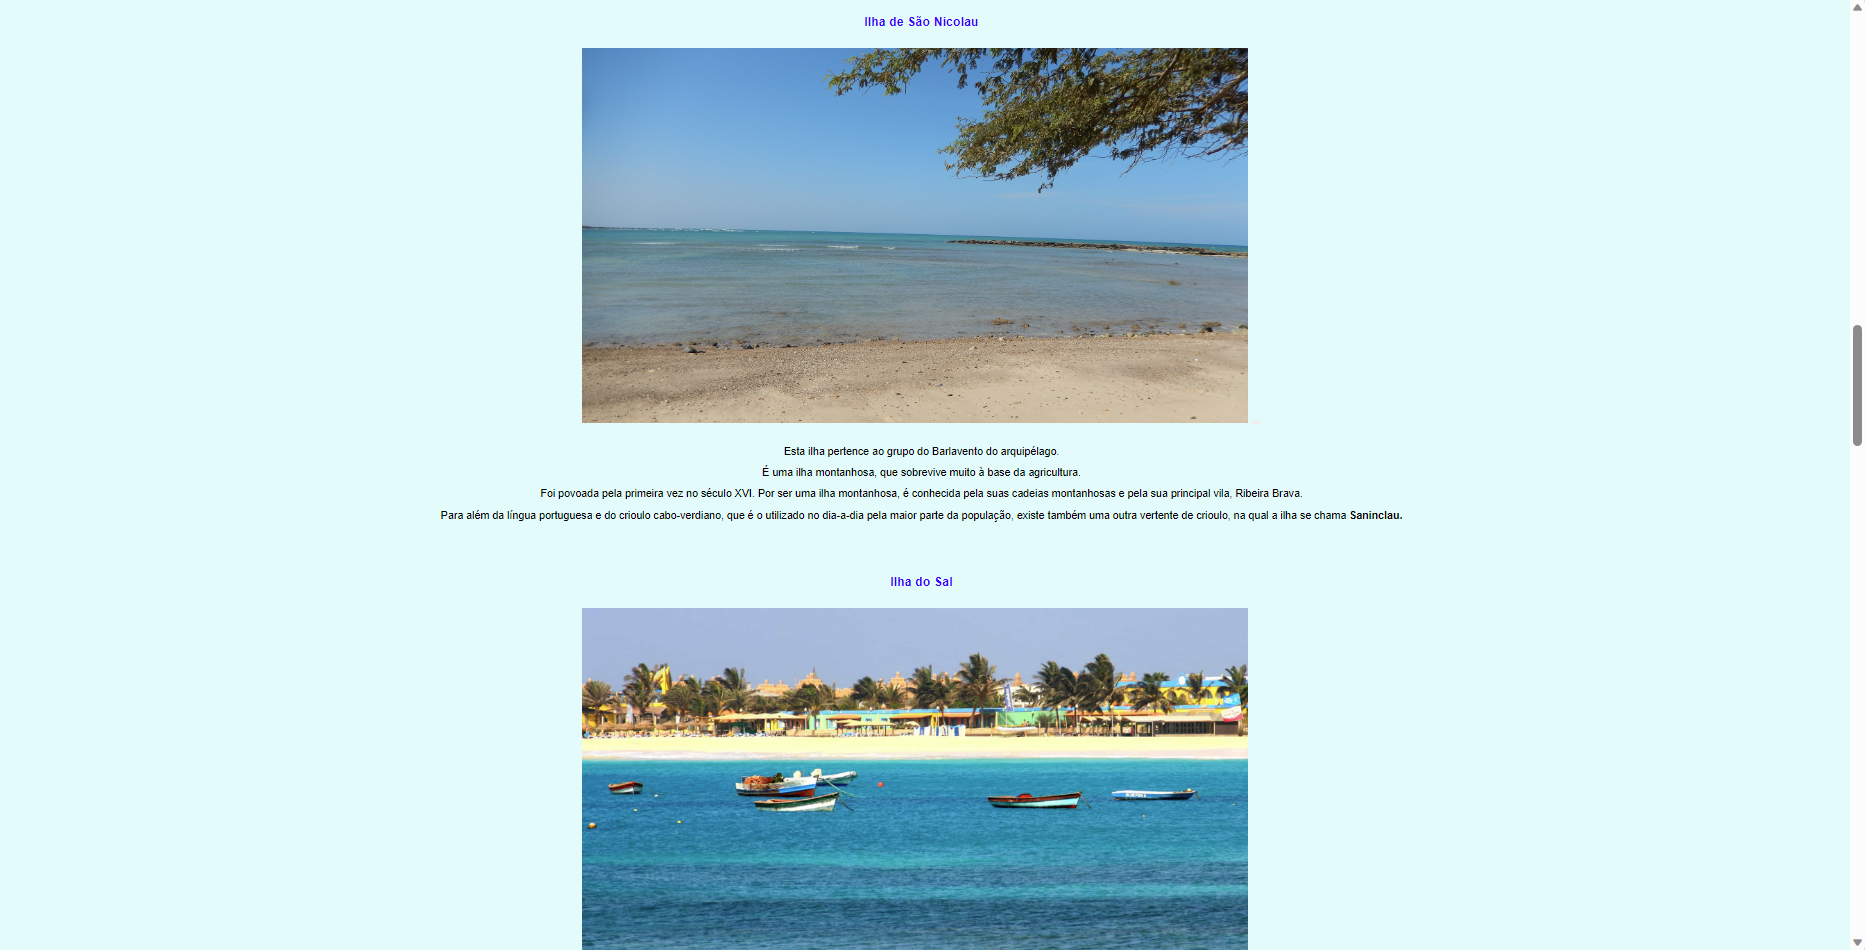 Ilha de São Nicolau
Esta ilha pertence ao grupo do Barlavento do arquipélago.
É uma ilha montanhosa, que sobrevive muito à base da agricultura.
Foi povoada pela primeira vez no século XVI. Por ser uma ilha montanhosa, é conhecida pela suas cadeias montanhosas e pela sua principal vila, Ribeira Brava.
Para além da língua portuguesa e do crioulo cabo-verdiano, que é o utilizado no dia-a-dia pela maior parte da população, existe também uma outra vertente de crioulo, na qual a ilha se chama Saninclau.
Ilha do Sal